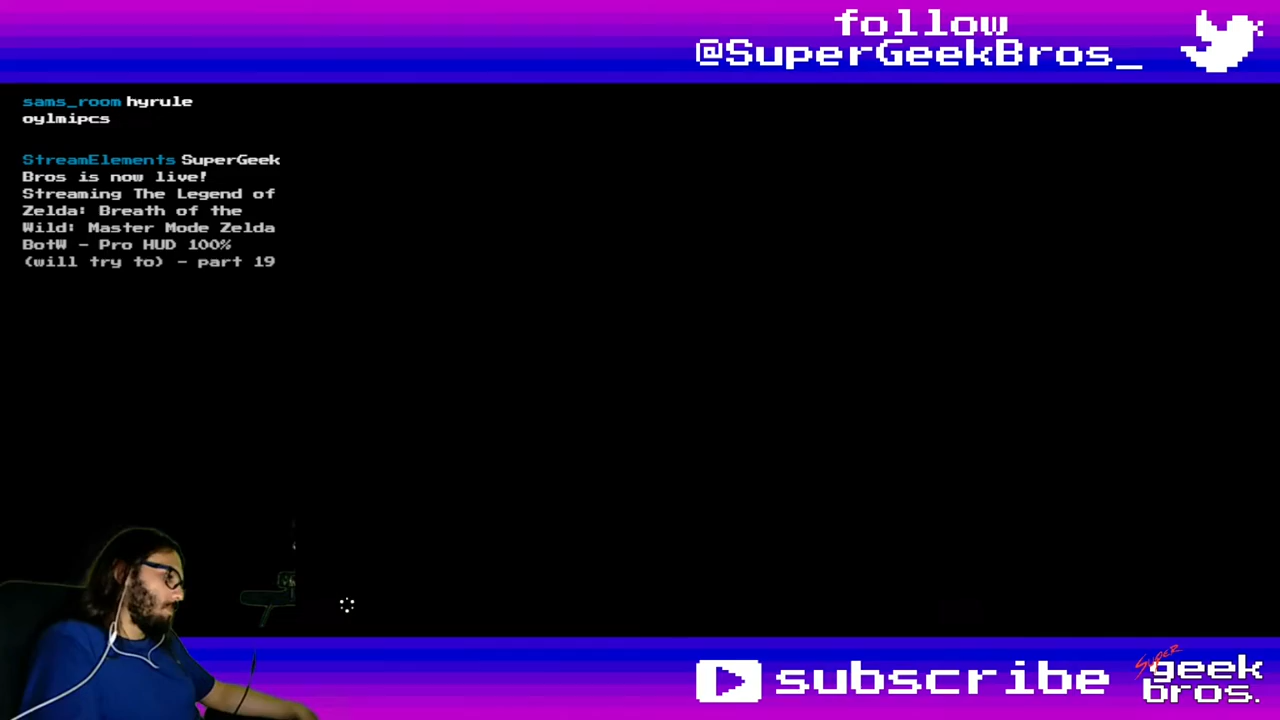 follow
@SuperGeekBros_
sams_room hyrule
oylmipcs
StreamElements SuperGeek
Bros is now live!
Streaming The Legend of
Zelda: Breath of the
Wild: Master Mode Zelda
BotW - Pro HUD 100%
(will try to) - part 19
subscribe
Super
geek
bros.